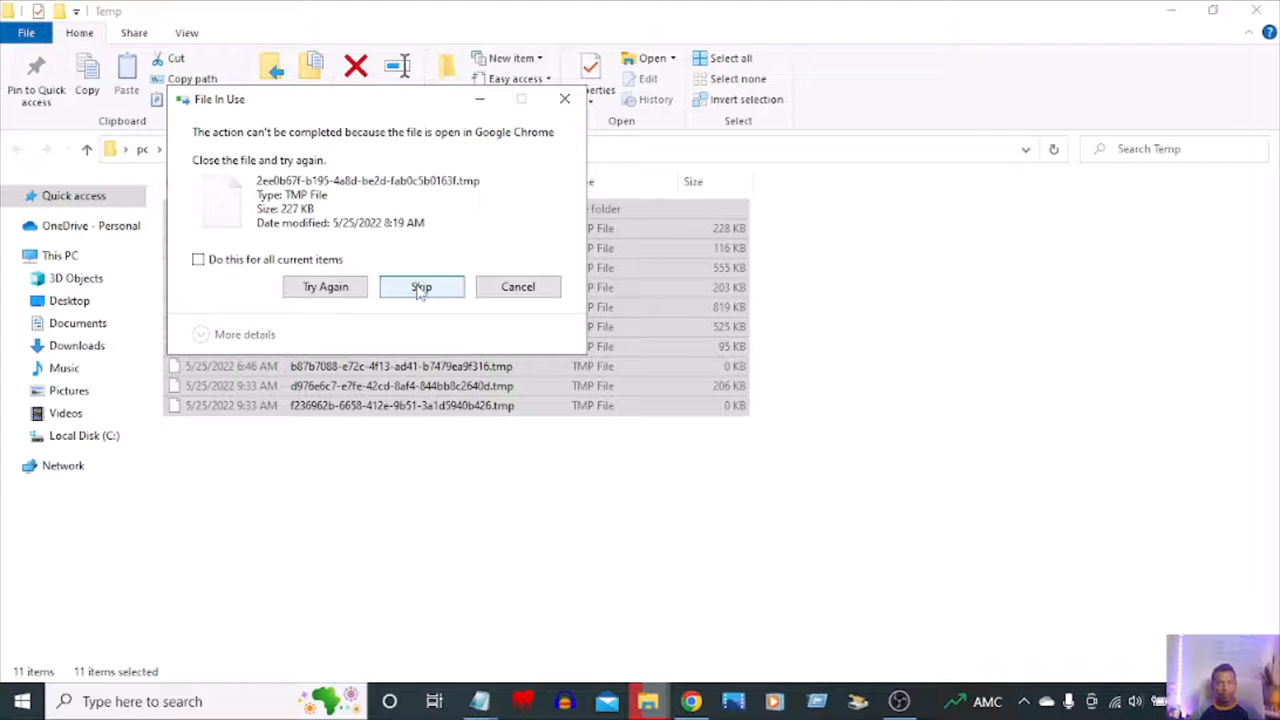 Temp
File Home Share View
Pin to Quick access
Copy
Paste
Cut
Copy path
New item
Easy access
Open
Edit
History
Select all
Select none
Invert selection
Clipboard
Open
Select
pc
Search Temp
File In Use
The action can't be completed because the file is open in Google Chrome
Close the file and try again.
2ee0b67f-b195-4a8d-be2d-fab0c5b0163f.tmp
Type: TMP File
Size: 227 KB
Date modified: 5/25/2022 8:19 AM
Do this for all current items
Try Again Skip Cancel
More details
Quick access
OneDrive - Personal
This PC
3D Objects
Desktop
Documents
Downloads
Music
Pictures
Videos
Local Disk (C:)
Network
Size
folder
File 228 KB
File 116 KB
File 555 KB
File 203 KB
File 819 KB
File 525 KB
File 95 KB
5/25/2022 6:46 AM b87b7088-e72c-4f13-ad41-b7479ea9f316.tmp TMP File 0 KB
5/25/2022 9:33 AM d976e6c7-e7fe-42cd-8af4-844bb8c2640d.tmp TMP File 206 KB
5/25/2022 9:33 AM f236962b-6658-412e-9b51-3a1d5940b426.tmp TMP File 0 KB
11 items 11 items selected
Type here to search
AMC